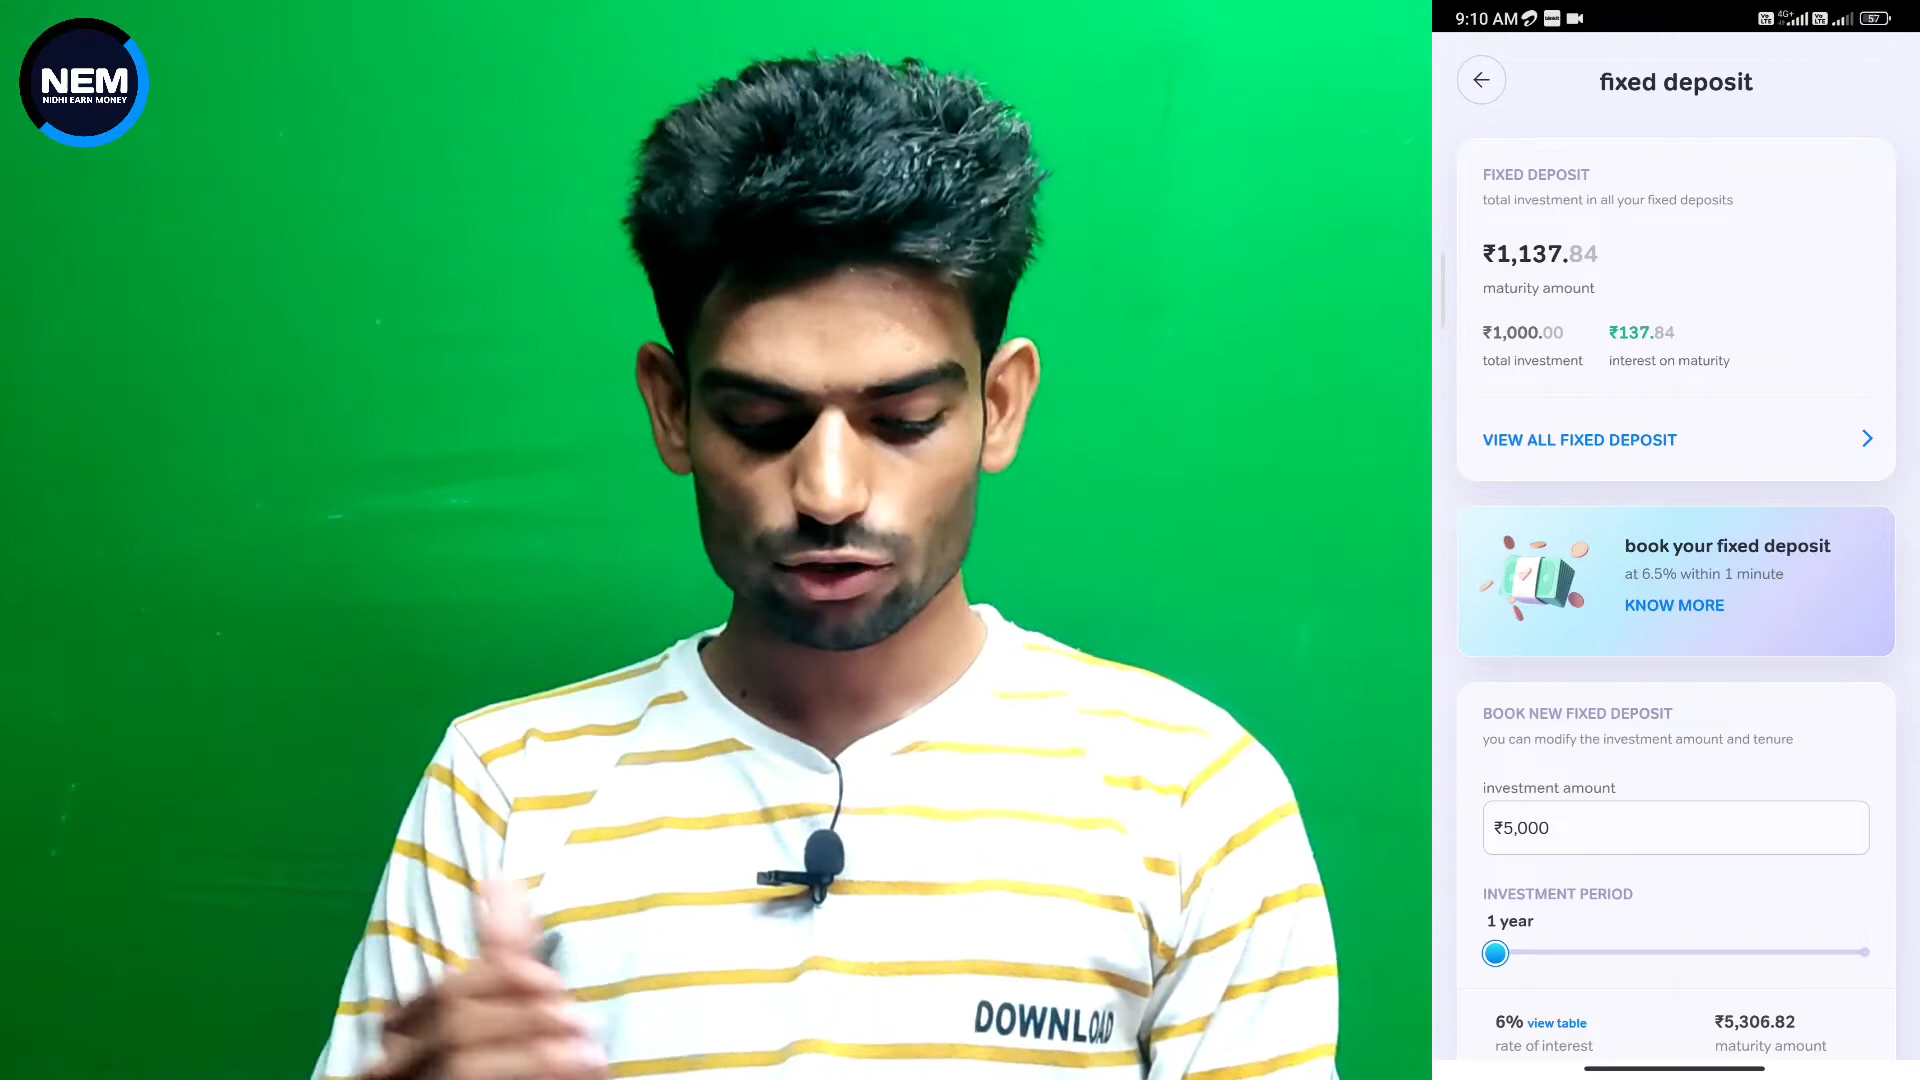 NEM
NIDHI EARN MONEY
9:10 AM
4G+
57
fixed deposit
FIXED DEPOSIT
total investment in all your fixed deposits
₹1,137.84
maturity amount
₹1,000.00 ₹137.84
total investment interest on maturity
VIEW ALL FIXED DEPOSIT
book your fixed deposit
at 6.5% within 1 minute
KNOW MORE
BOOK NEW FIXED DEPOSIT
you can modify the investment amount and tenure
investment amount
₹5,000
INVESTMENT PERIOD
1 year
6% view table ₹5,306.82
rate of interest maturity amount
DOWNLOAD